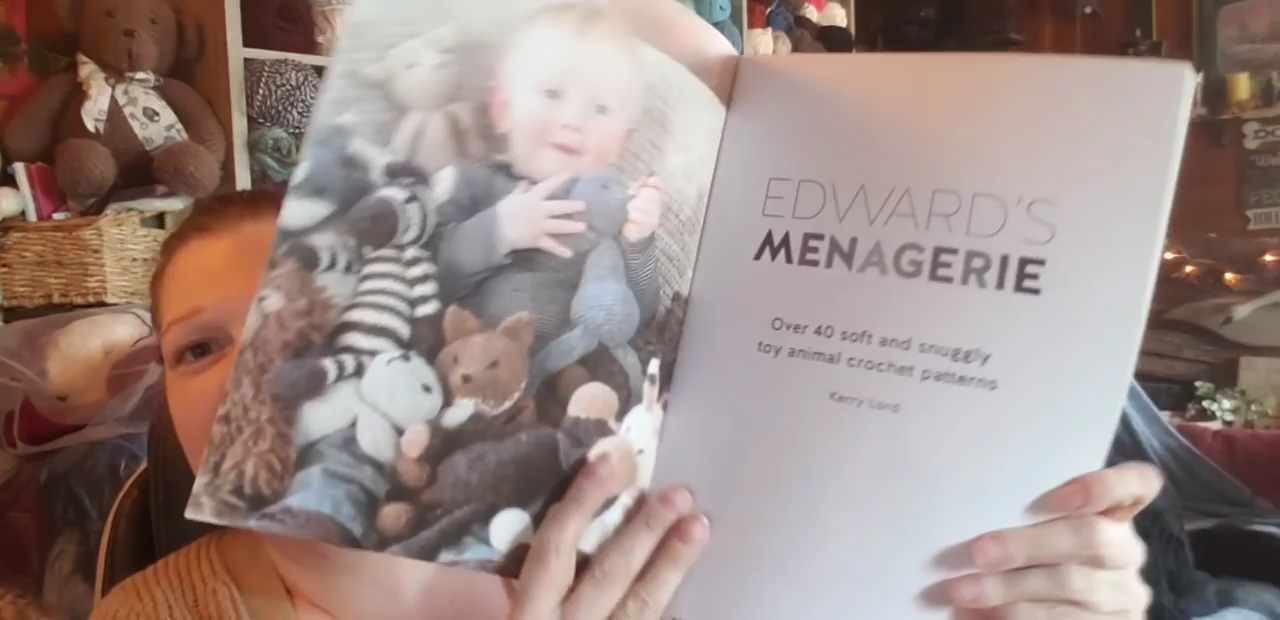 EDWARD'S
MENAGERIE
Over 40 soft and snuggly
toy animal crochet patterns
Kerry Lord